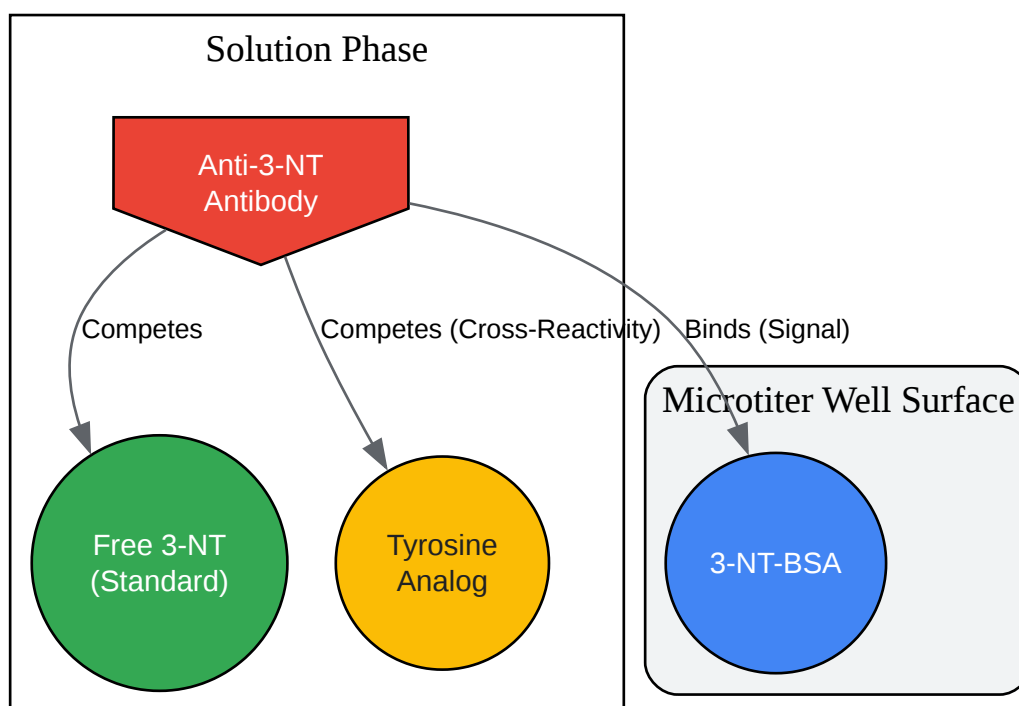 Solution Phase
Anti-3-NT
Antibody
Competes
Competes (Cross-Reactivity)
Binds (Signal)
Microtiter Well Surface
Free 3-NT
(Standard)
Tyrosine
Analog
3-NT-BSA